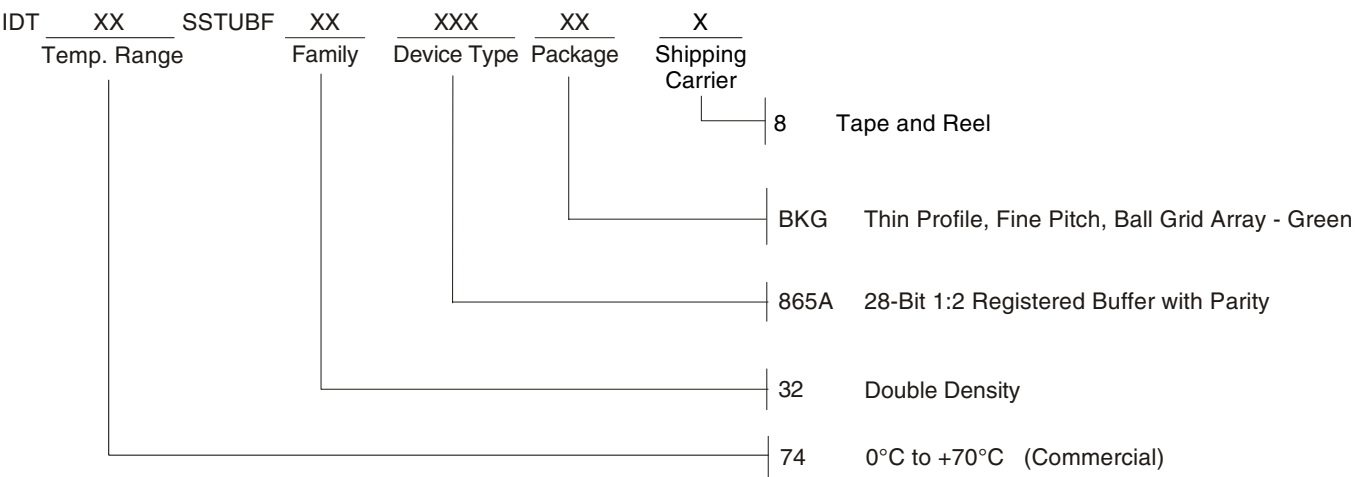 IDT XX SSTUBF XX XXX XX X
Temp. Range Family Device Type Package Shipping
Carrier
8 Tape and Reel
BKG Thin Profile, Fine Pitch, Ball Grid Array - Green
865A 28-Bit 1:2 Registered Buffer with Parity
32 Double Density
74 0°C to +70°C (Commercial)